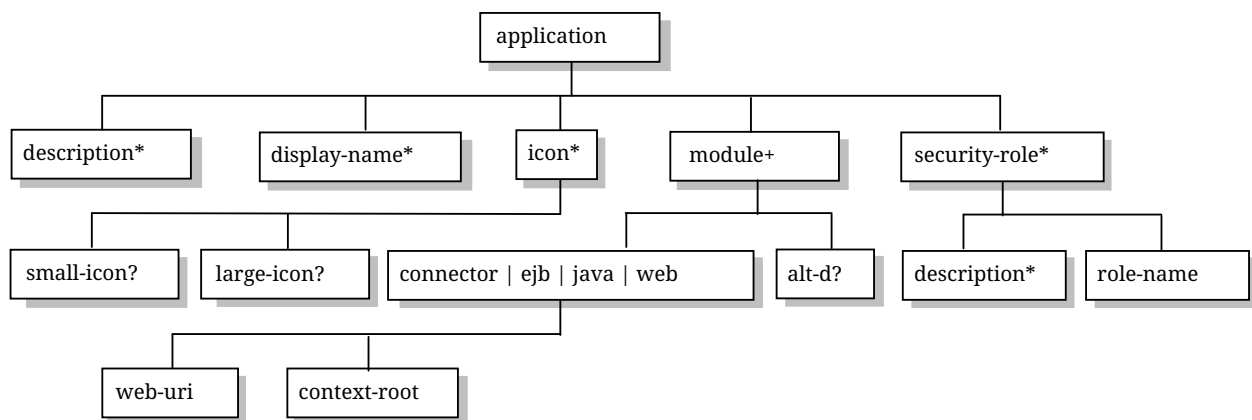 application
description*
display-name*
icon*
module+
security-role*
small-icon?
large-icon?
connector | ejb | java | web
alt-d?
description*
role-name
web-uri
context-root